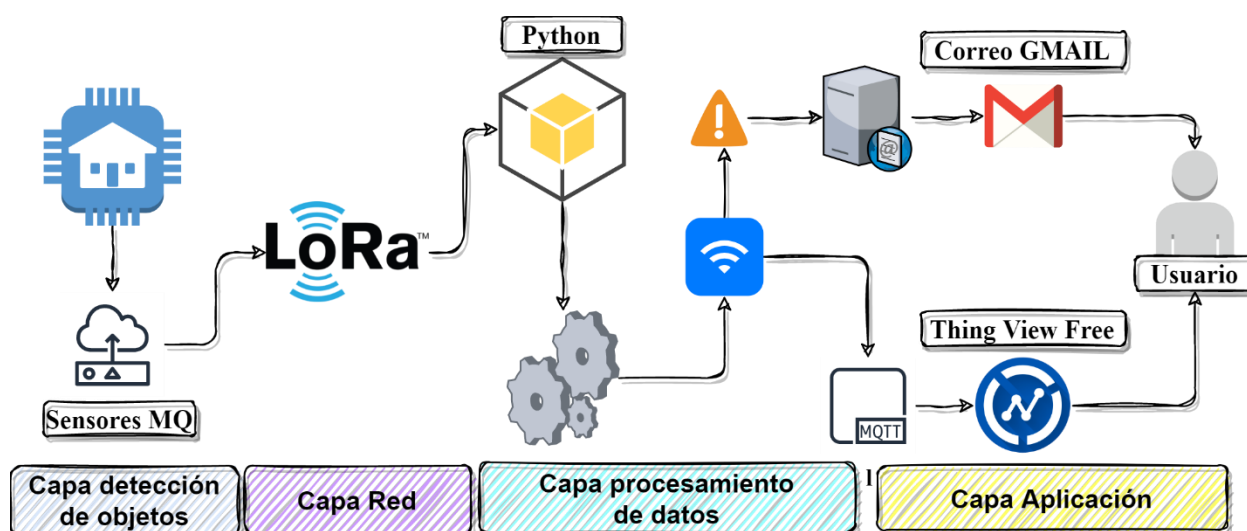 Python
Correo GMAIL
LoRa™
Usuario
Thing View Free
Sensores MQ
MQTT
Capa detección
de objetos
Capa Red
Capa procesamiento
de datos
1
Capa Aplicación